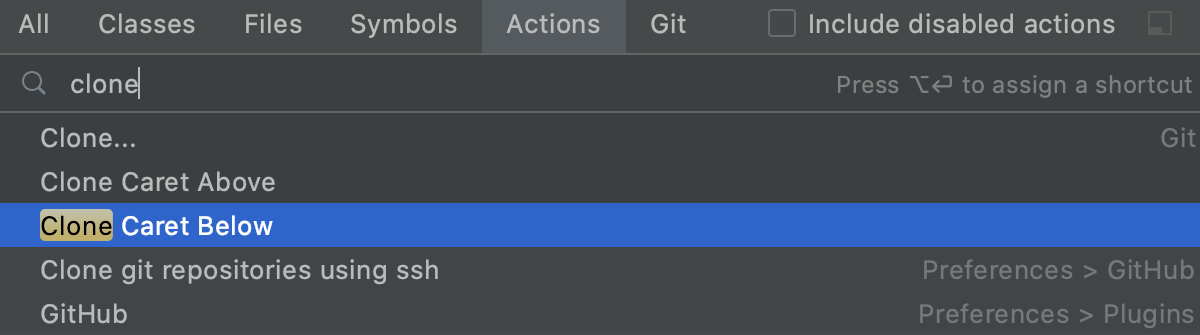 All Classes Files Symbols Actions Git Include disabled actions
clone Press ⌥↩ to assign a shortcut
Clone... Git
Clone Caret Above
Clone Caret Below
Clone git repositories using ssh Preferences > GitHub
GitHub Preferences > Plugins